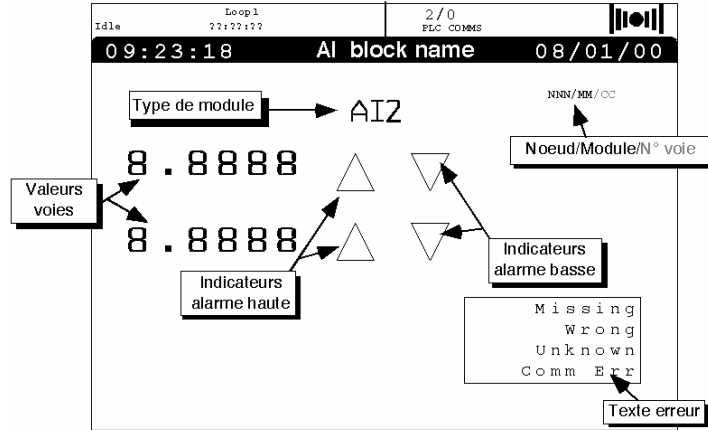 Loop1
Idle
??:??:??
2/0
PLC COMMS
09:23:18 AI block name 08/01/00
Type de module
AI2
NNN/MM/CC
Noeud/Module/N° voie
8.8888
Valeurs
voies
8.8888
Indicateurs
alarme haute
Indicateurs
alarme basse
Missing
Wrong
Unknown
Comm Err
Texte erreur